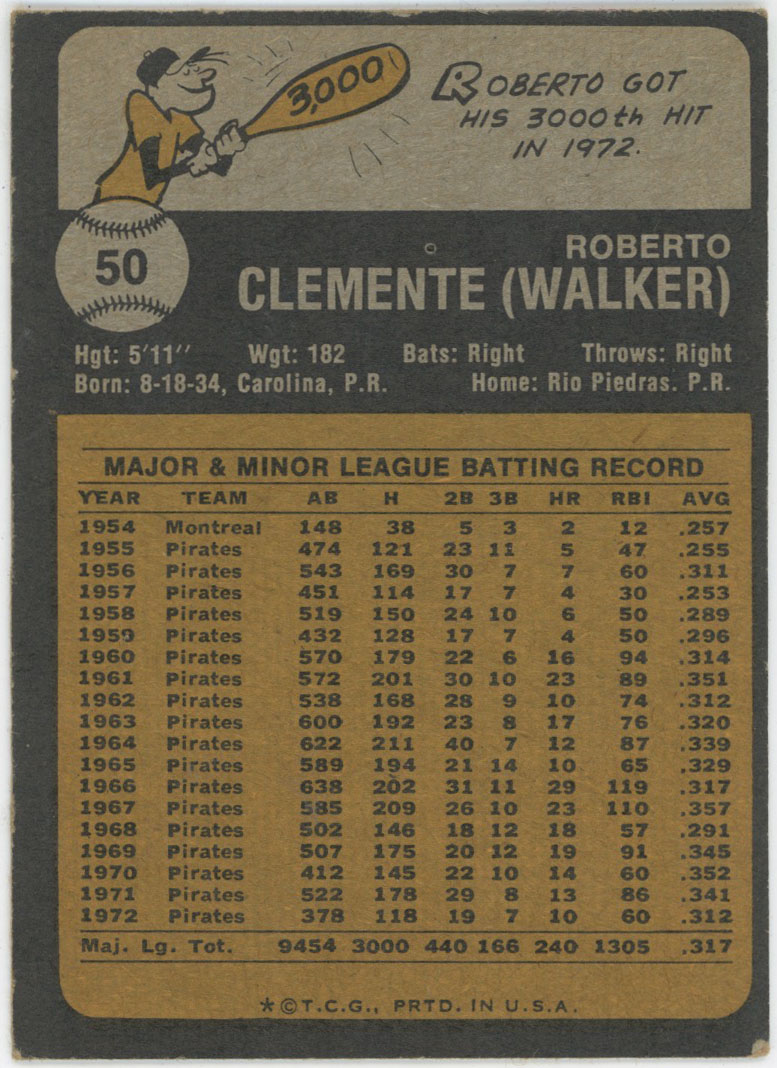 3,000
ROBERTO GOT
HIS 3000th HIT
IN 1972.
50
ROBERTO
CLEMENTE (WALKER)
Hgt: 5'11" Wgt: 182 Bats: Right Throws: Right
Born: 8-18-34, Carolina, P.R. Home: Rio Piedras. P.R.
MAJOR & MINOR LEAGUE BATTING RECORD
YEAR TEAM AB H 2B 3B HR RBI AVG
1954 Montreal 148 38 5 3 2 12 .257
1955 Pirates 474 121 23 11 5 47 .255
1956 Pirates 543 169 30 7 7 60 .311
1957 Pirates 451 114 17 7 4 30 .253
1958 Pirates 519 150 24 10 6 50 .289
1959 Pirates 432 128 17 7 4 50 .296
1960 Pirates 570 179 22 6 16 94 .314
1961 Pirates 572 201 30 10 23 89 .351
1962 Pirates 538 168 28 9 10 74 .312
1963 Pirates 600 192 23 8 17 76 .320
1964 Pirates 622 211 40 7 12 87 .339
1965 Pirates 589 194 21 14 10 65 .329
1966 Pirates 638 202 31 11 29 119 .317
1967 Pirates 585 209 26 10 23 110 .357
1968 Pirates 502 146 18 12 18 57 .291
1969 Pirates 507 175 20 12 19 91 .345
1970 Pirates 412 145 22 10 14 60 .352
1971 Pirates 522 178 29 8 13 86 .341
1972 Pirates 378 118 19 7 10 60 .312
Maj. Lg. Tot. 9454 3000 440 166 240 1305 .317
*©T.C.G., PRTD. IN U.S.A.